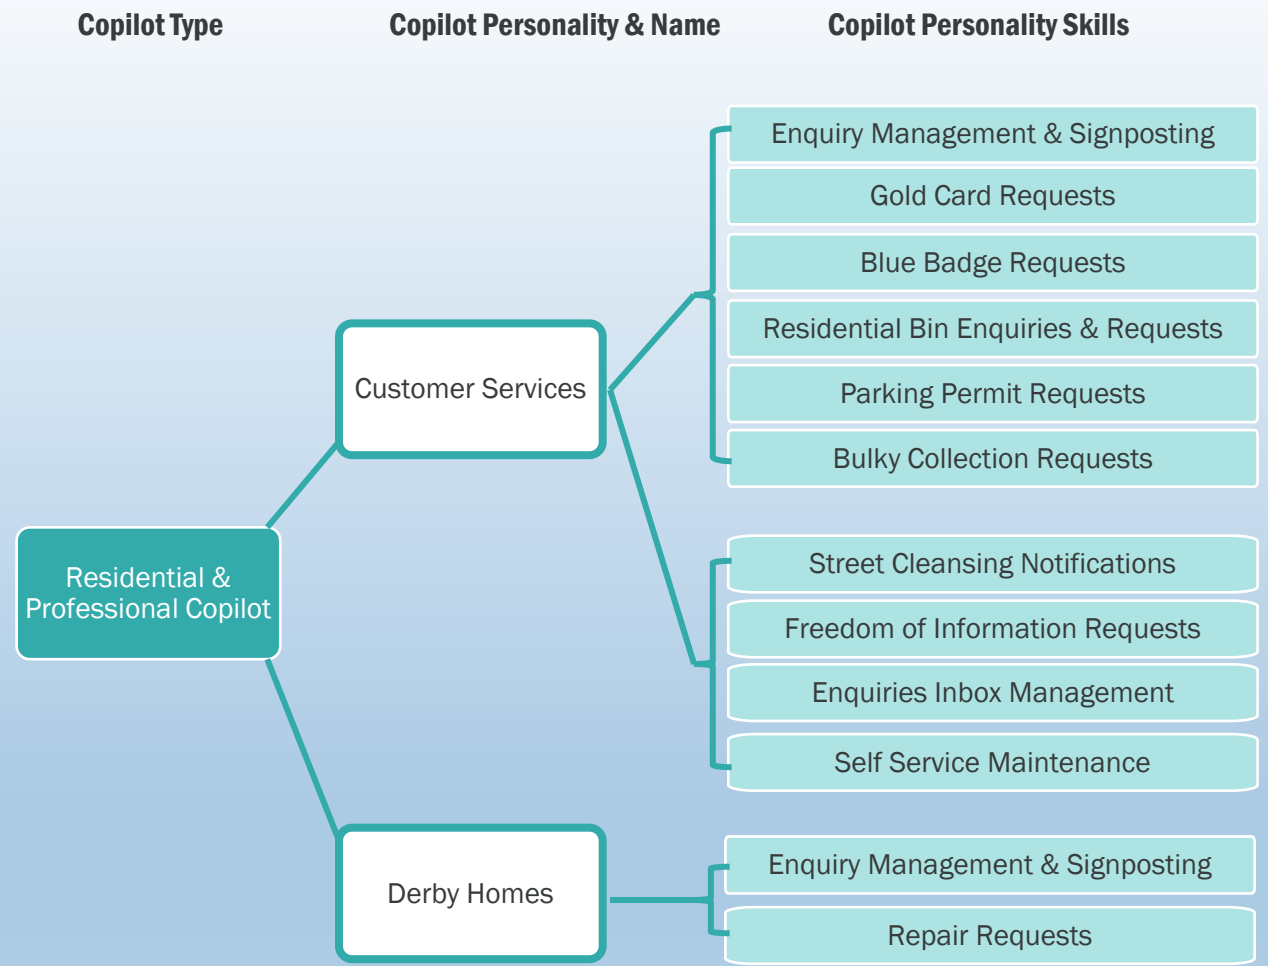 Copilot Type
Copilot Personality & Name
Copilot Personality Skills
Residential &
Professional Copilot
Customer Services
Enquiry Management & Signposting
Gold Card Requests
Blue Badge Requests
Residential Bin Enquiries & Requests
Parking Permit Requests
Bulky Collection Requests
Street Cleansing Notifications
Freedom of Information Requests
Enquiries Inbox Management
Self Service Maintenance
Derby Homes
Enquiry Management & Signposting
Repair Requests